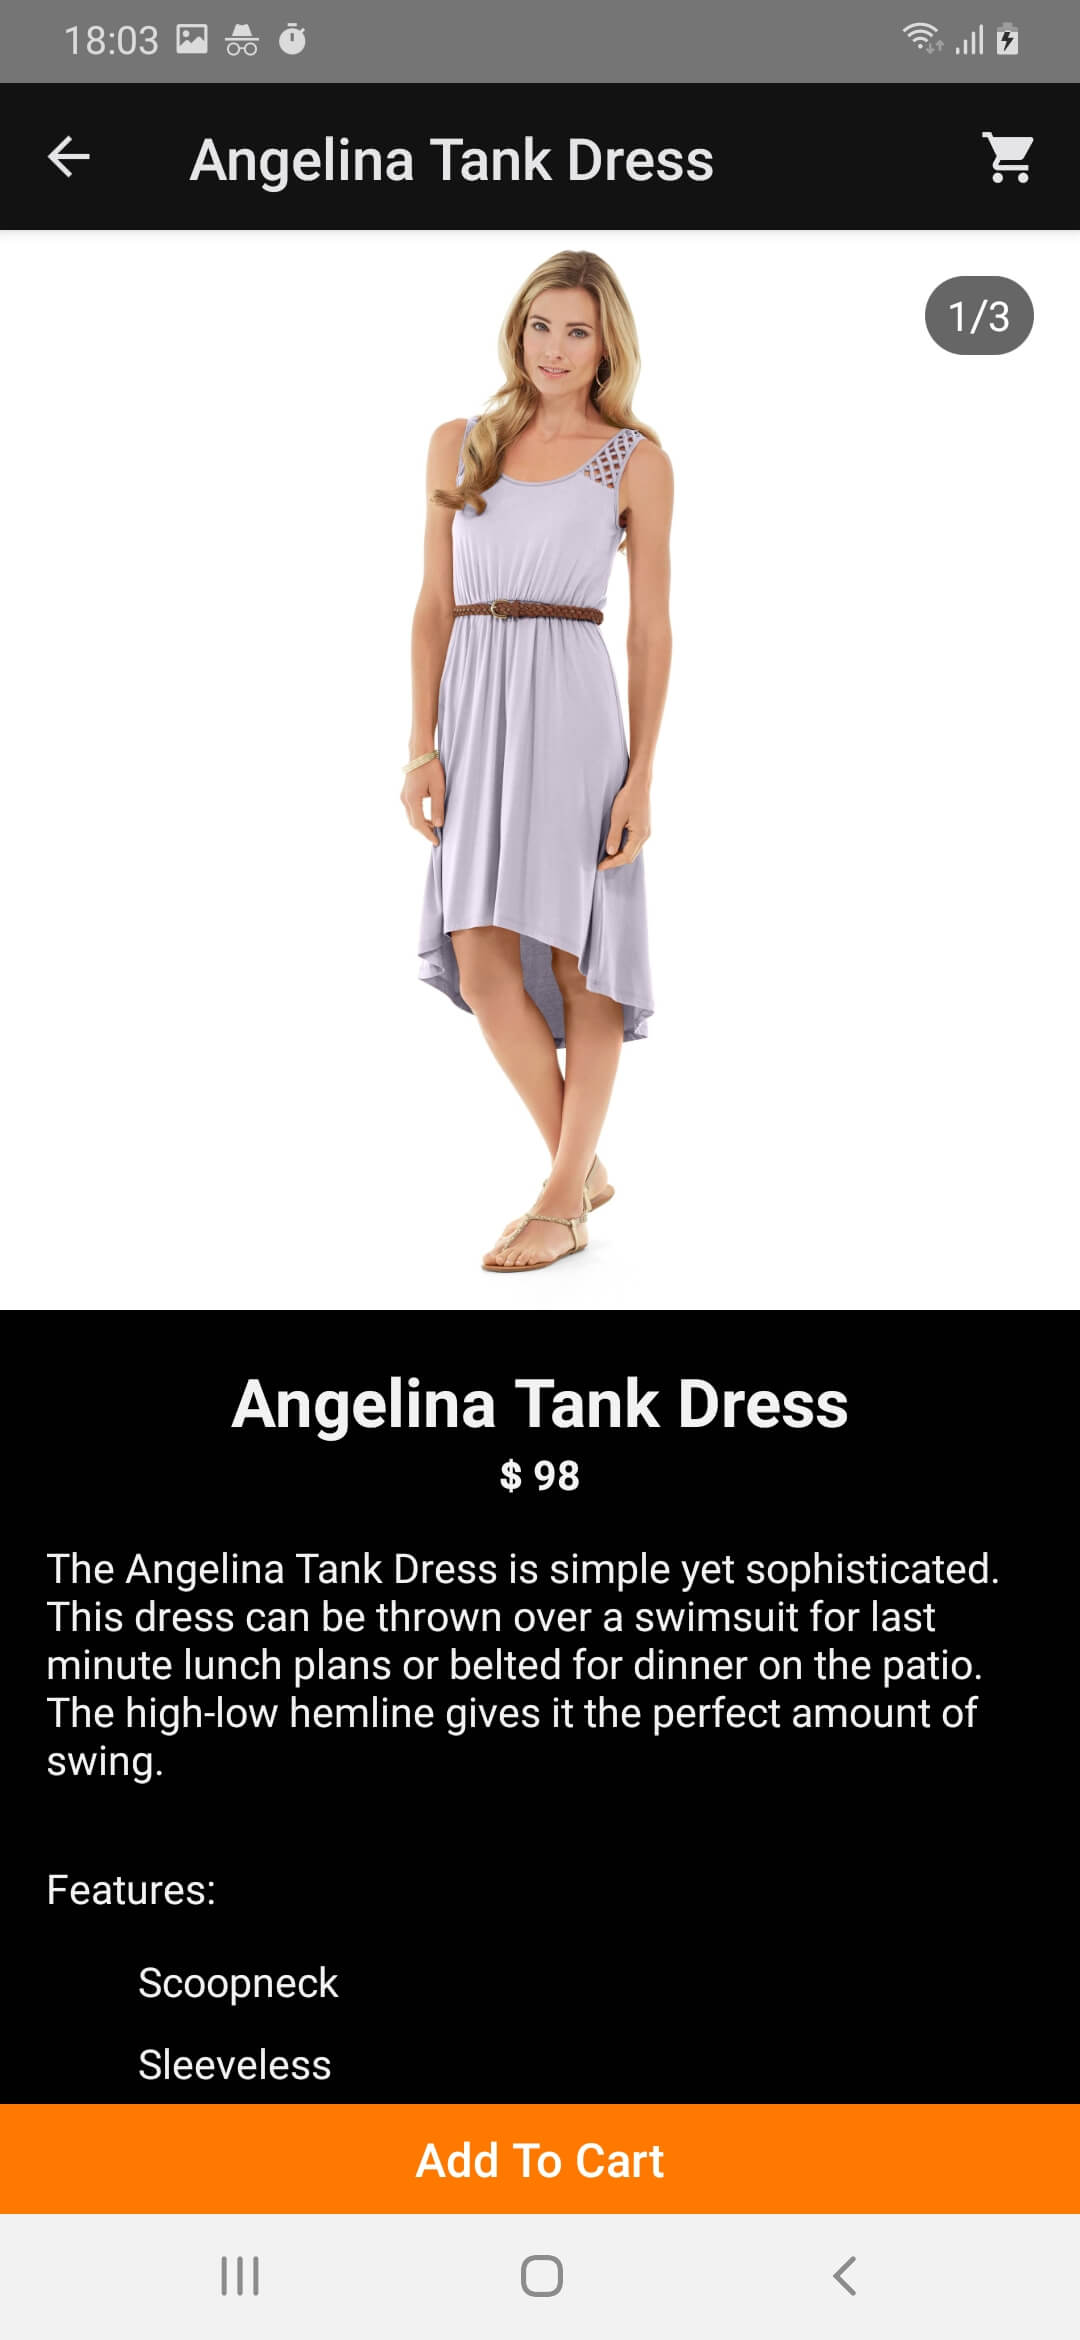 18:03
Angelina Tank Dress
1/3
Angelina Tank Dress
$ 98
The Angelina Tank Dress is simple yet sophisticated.
This dress can be thrown over a swimsuit for last
minute lunch plans or belted for dinner on the patio.
The high-low hemline gives it the perfect amount of
swing.
Features:
Scoopneck
Sleeveless
Add To Cart